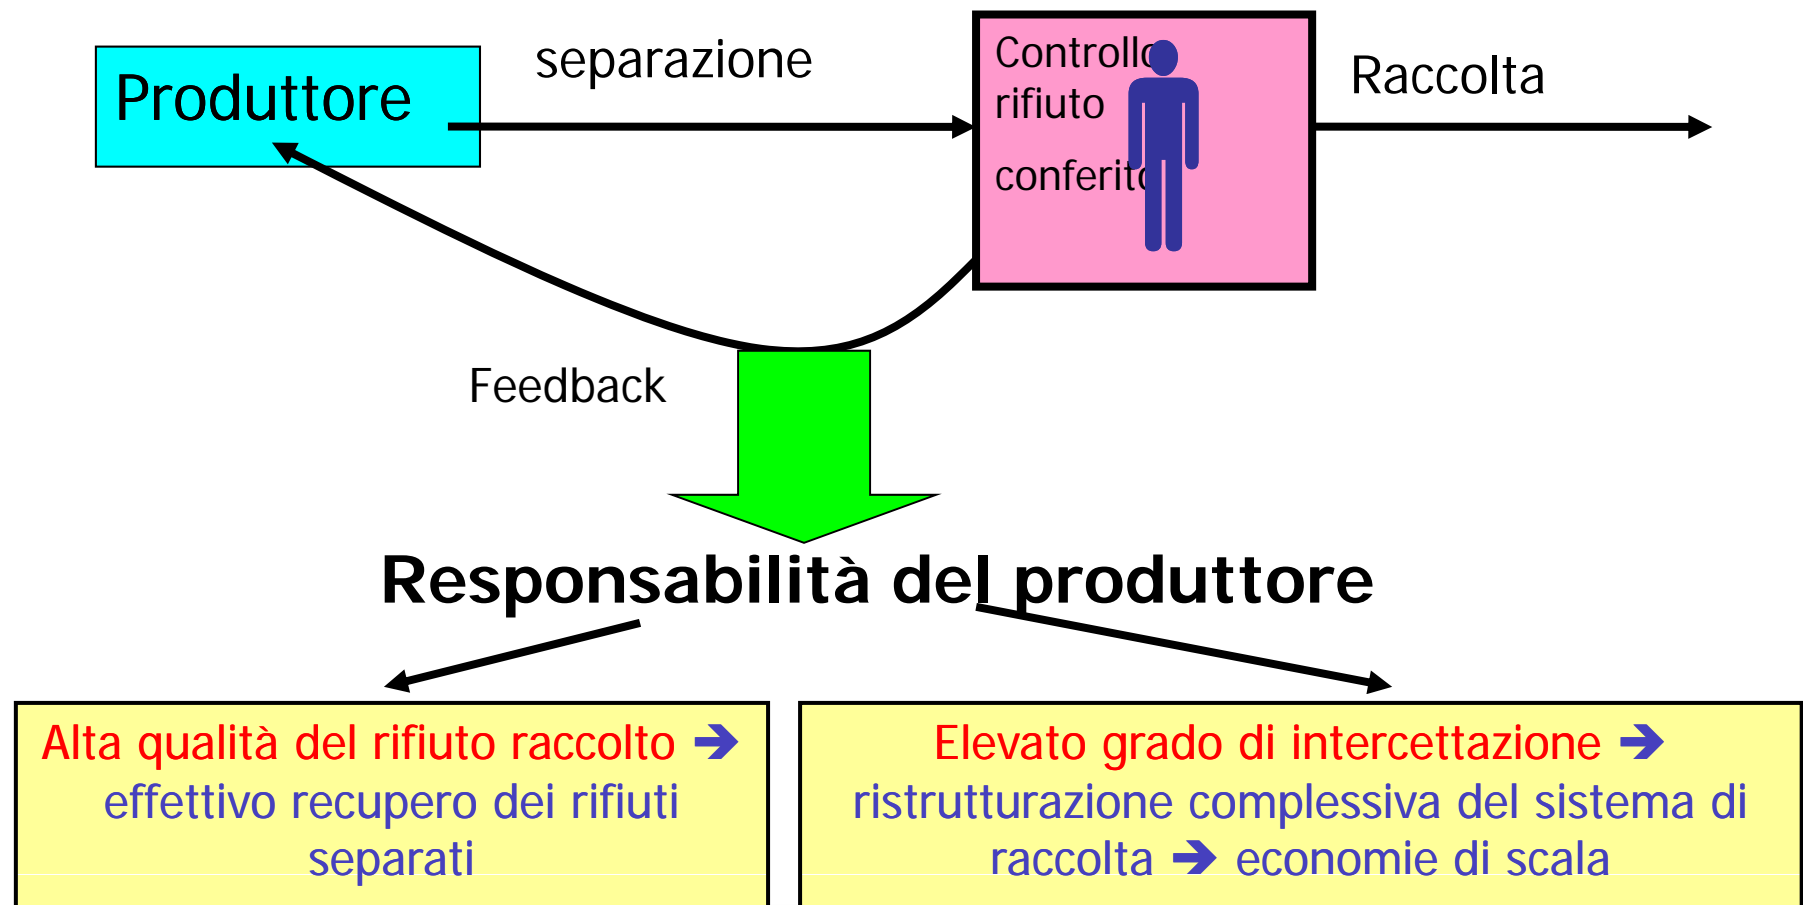 Produttore
separazione
Controllo
rifiuto
conferito
Raccolta
Feedback
Responsabilità del produttore
Alta qualità del rifiuto raccolto ➔
effettivo recupero dei rifiuti
separati
Elevato grado di intercettazione ➔
ristrutturazione complessiva del sistema di
raccolta ➔ economie di scala